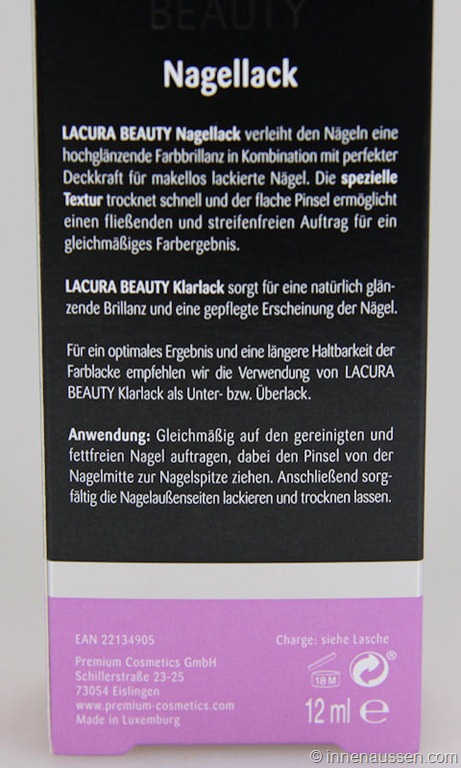 BEAUTY
Nagellack
LACURA BEAUTY Nagellack verleiht den Nägeln eine
hochglänzende Farbbrillanz in Kombination mit perfekter
Deckkraft für makellos lackierte Nägel. Die spezielle
Textur trocknet schnell und der flache Pinsel ermöglicht
einen fließenden und streifenfreien Auftrag für ein
gleichmäßiges Farbergebnis.
LACURA BEAUTY Klarlack sorgt für eine natürlich glän-
zende Brillanz und eine gepflegte Erscheinung der Nägel.
Für ein optimales Ergebnis und eine längere Haltbarkeit der
Farblacke empfehlen wir die Verwendung von LACURA
BEAUTY Klarlack als Unter- bzw. Überlack.
Anwendung: Gleichmäßig auf den gereinigten und
fettfreien Nagel auftragen, dabei den Pinsel von der
Nagelmitte zur Nagelspitze ziehen. Anschließend sorg-
fältig die Nagelaußenseiten lackieren und trocknen lassen.
EAN 22134905
Premium Cosmetics GmbH
Schillerstraße 23-25
73054 Eislingen
www.premium-cosmetics.com
Made in Luxemburg
Charge: siehe Lasche
18 M
®
12 ml ℮
© innenaussen.com